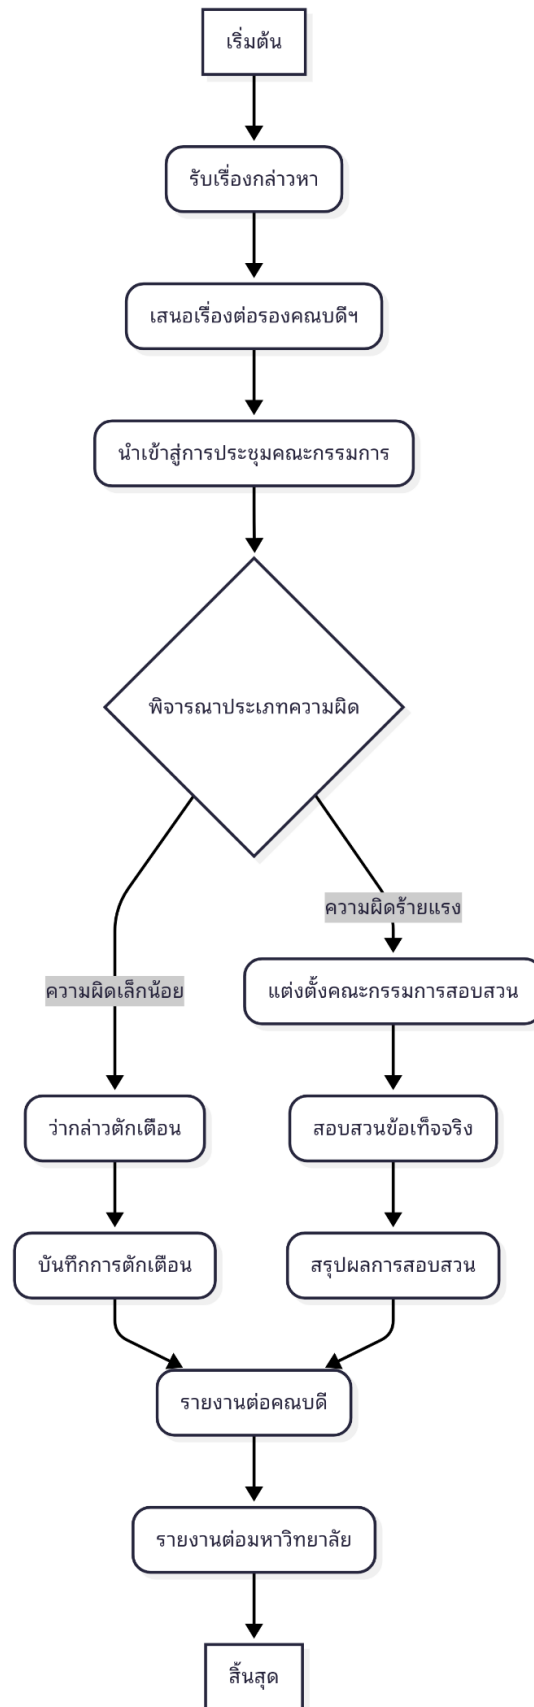 เริ่มต้น
รับเรื่องกล่าวหา
เสนอเรื่องต่อรองคณบดีฯ
นำเข้าสู่การประชุมคณะกรรมการ
พิจารณาประเภทความผิด
ความผิดร้ายแรง
ความผิดเล็กน้อย
แต่งตั้งคณะกรรมการสอบสวน
ว่ากล่าวตักเตือน
สอบสวนข้อเท็จจริง
บันทึกการตักเตือน
สรุปผลการสอบสวน
รายงานต่อคณบดี
รายงานต่อมหาวิทยาลัย
สิ้นสุด